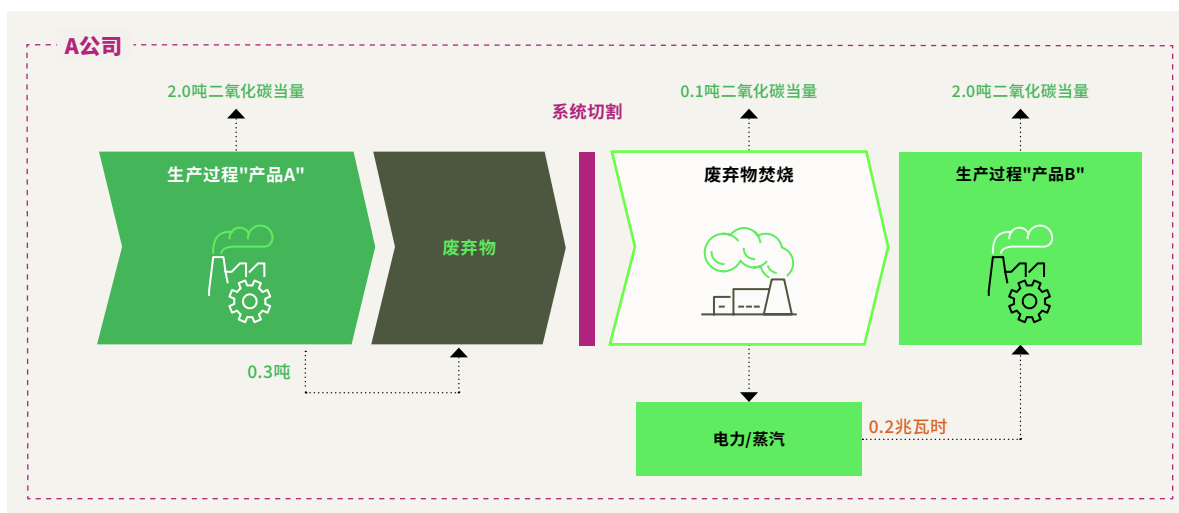 A公司
2.0吨二氧化碳当量
0.1吨二氧化碳当量
2.0吨二氧化碳当量
系统切割
生产过程"产品A"
废弃物焚烧
生产过程"产品B"
废弃物
0.3吨
0.2兆瓦时
电力/蒸汽